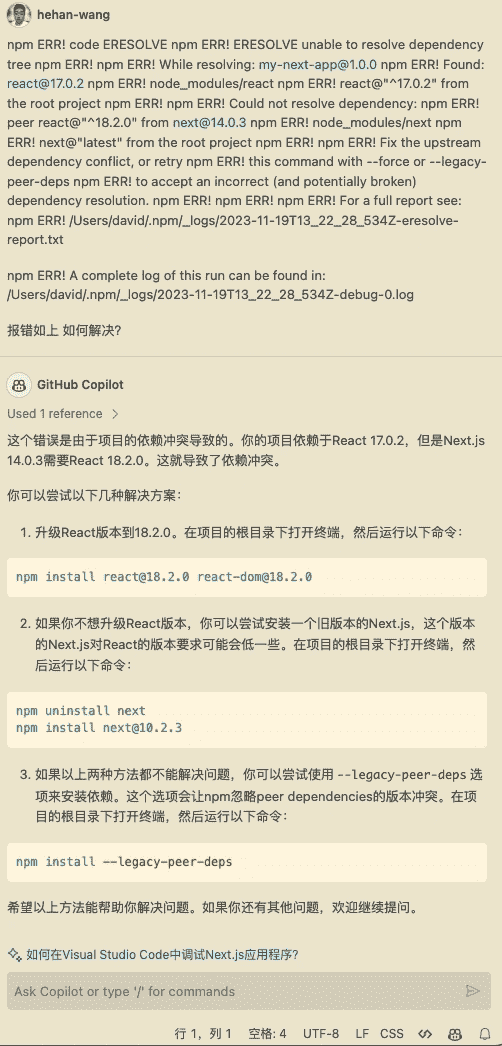 hehan-wang
npm ERR! code ERESOLVE npm ERR! ERESOLVE unable to resolve dependency
tree npm ERR! npm ERR! While resolving: my-next-app@1.0.0 npm ERR! Found:
react@17.0.2 npm ERR! node_modules/react npm ERR! react@"^17.0.2" from
the root project npm ERR! npm ERR! Could not resolve dependency: npm ERR!
peer react@"^18.2.0" from next@14.0.3 npm ERR! node_modules/next npm
ERR! next@"latest" from the root project npm ERR! npm ERR! Fix the upstream
dependency conflict, or retry npm ERR! this command with --force or --legacy-
peer-deps npm ERR! to accept an incorrect (and potentially broken)
dependency resolution. npm ERR! npm ERR! npm ERR! For a full report see:
npm ERR! /Users/david/.npm/_logs/2023-11-19T13_22_28_534Z-eresolve-
report.txt
npm ERR! A complete log of this run can be found in:
/Users/david/.npm/_logs/2023-11-19T13_22_28_534Z-debug-0.log
报错如上 如何解决?
GitHub Copilot
Used 1 reference >
这个错误是由于项目的依赖冲突导致的。你的项目依赖于React 17.0.2，但是Next.js
14.0.3需要React 18.2.0。这就导致了依赖冲突。
你可以尝试以下几种解决方案：
1. 升级React版本到18.2.0。在项目的根目录下打开终端，然后运行以下命令：
npm install react@18.2.0 react-dom@18.2.0
2. 如果你不想升级React版本，你可以尝试安装一个旧版本的Next.js，这个版本
的Next.js对React的版本要求可能会低一些。在项目的根目录下打开终端，然
后运行以下命令：
npm uninstall next
npm install next@10.2.3
3. 如果以上两种方法都不能解决问题，你可以尝试使用 --legacy-peer-deps 选
项来安装依赖。这个选项会让npm忽略peer dependencies的版本冲突。在项
目的根目录下打开终端，然后运行以下命令：
npm install --legacy-peer-deps
希望以上方法能帮助你解决问题。如果你还有其他问题，欢迎继续提问。
如何在Visual Studio Code中调试Next.js应用程序?
Ask Copilot or type '/' for commands
行 1，列 1 空格: 4 UTF-8 LF CSS